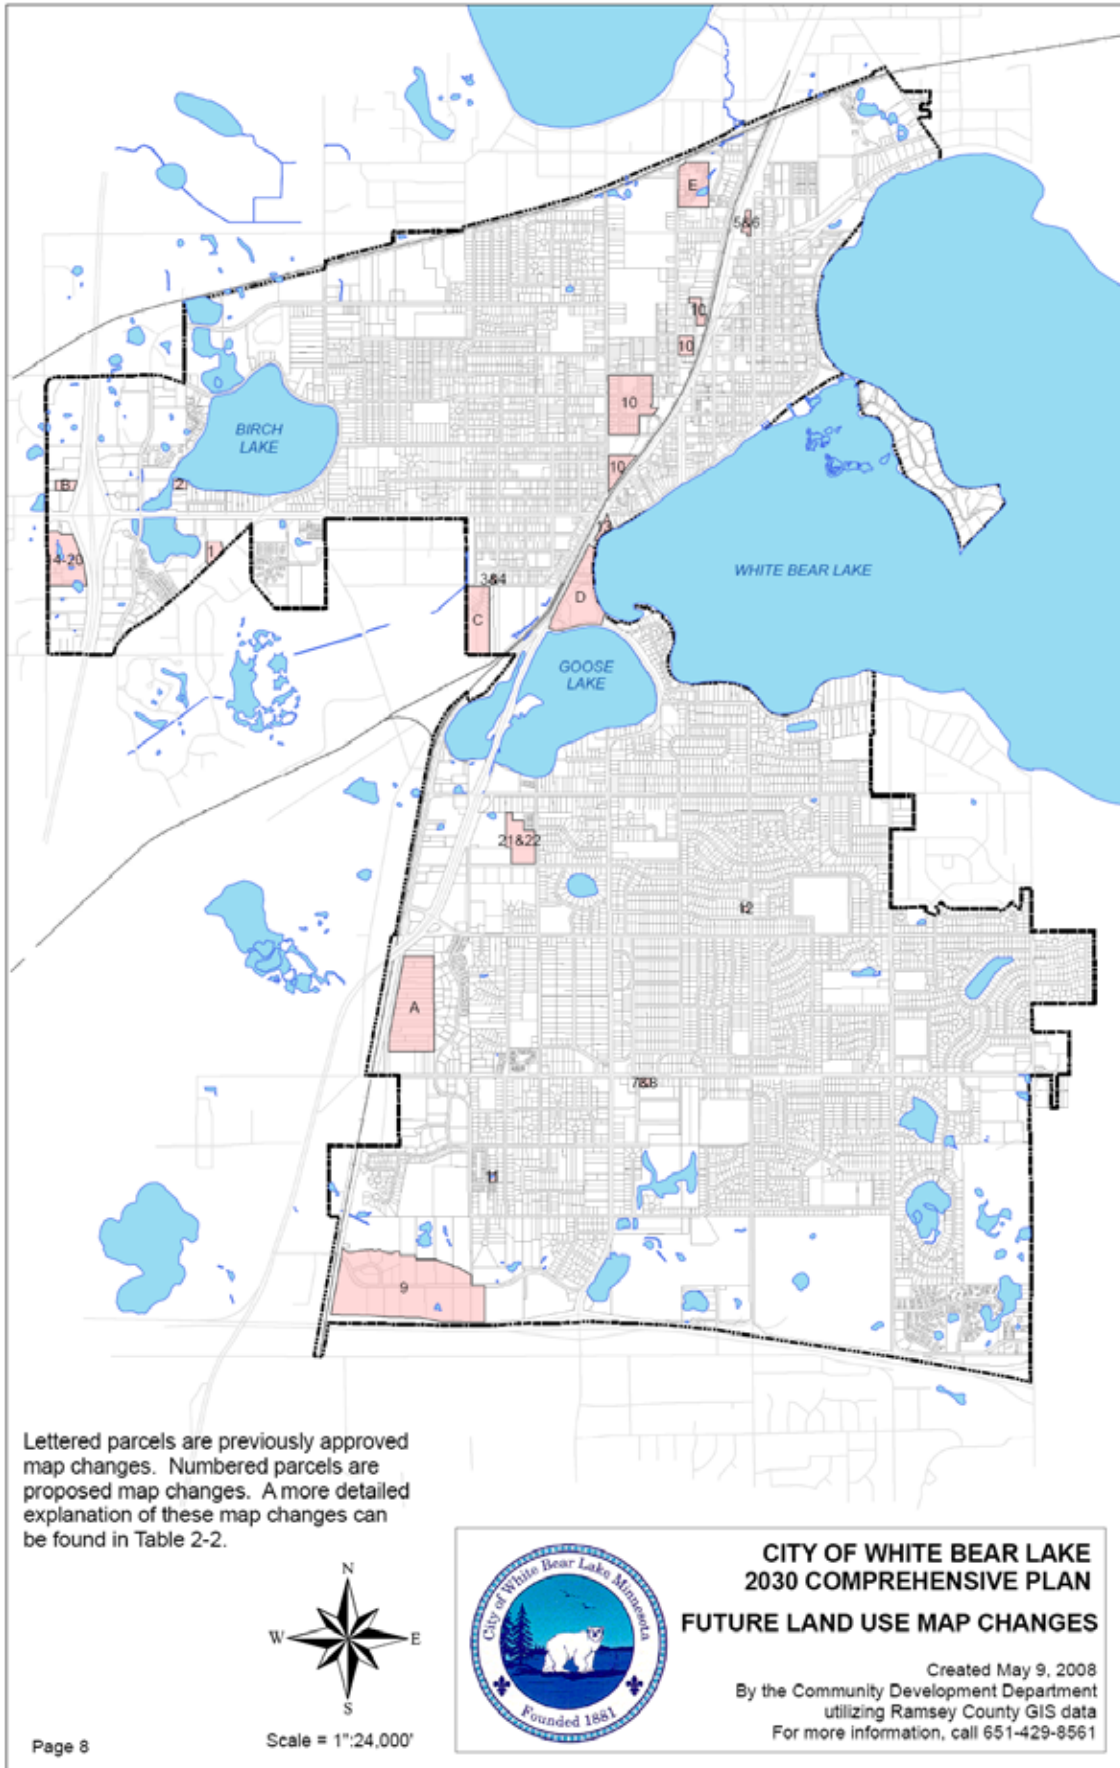 E
5&6
10
10
10
BIRCH
LAKE
10
B
2
13
14-20
1
WHITE BEAR LAKE
3&4
C
D
GOOSE
LAKE
21&22
12
A
7&8
11
9
Lettered parcels are previously approved
map changes. Numbered parcels are
proposed map changes. A more detailed
explanation of these map changes can
be found in Table 2-2.
N
W
E
S
Scale = 1":24,000'
Page 8
City of White Bear Lake Minnesota
Founded 1881
CITY OF WHITE BEAR LAKE
2030 COMPREHENSIVE PLAN
FUTURE LAND USE MAP CHANGES
Created May 9, 2008
By the Community Development Department
utilizing Ramsey County GIS data
For more information, call 651-429-8561